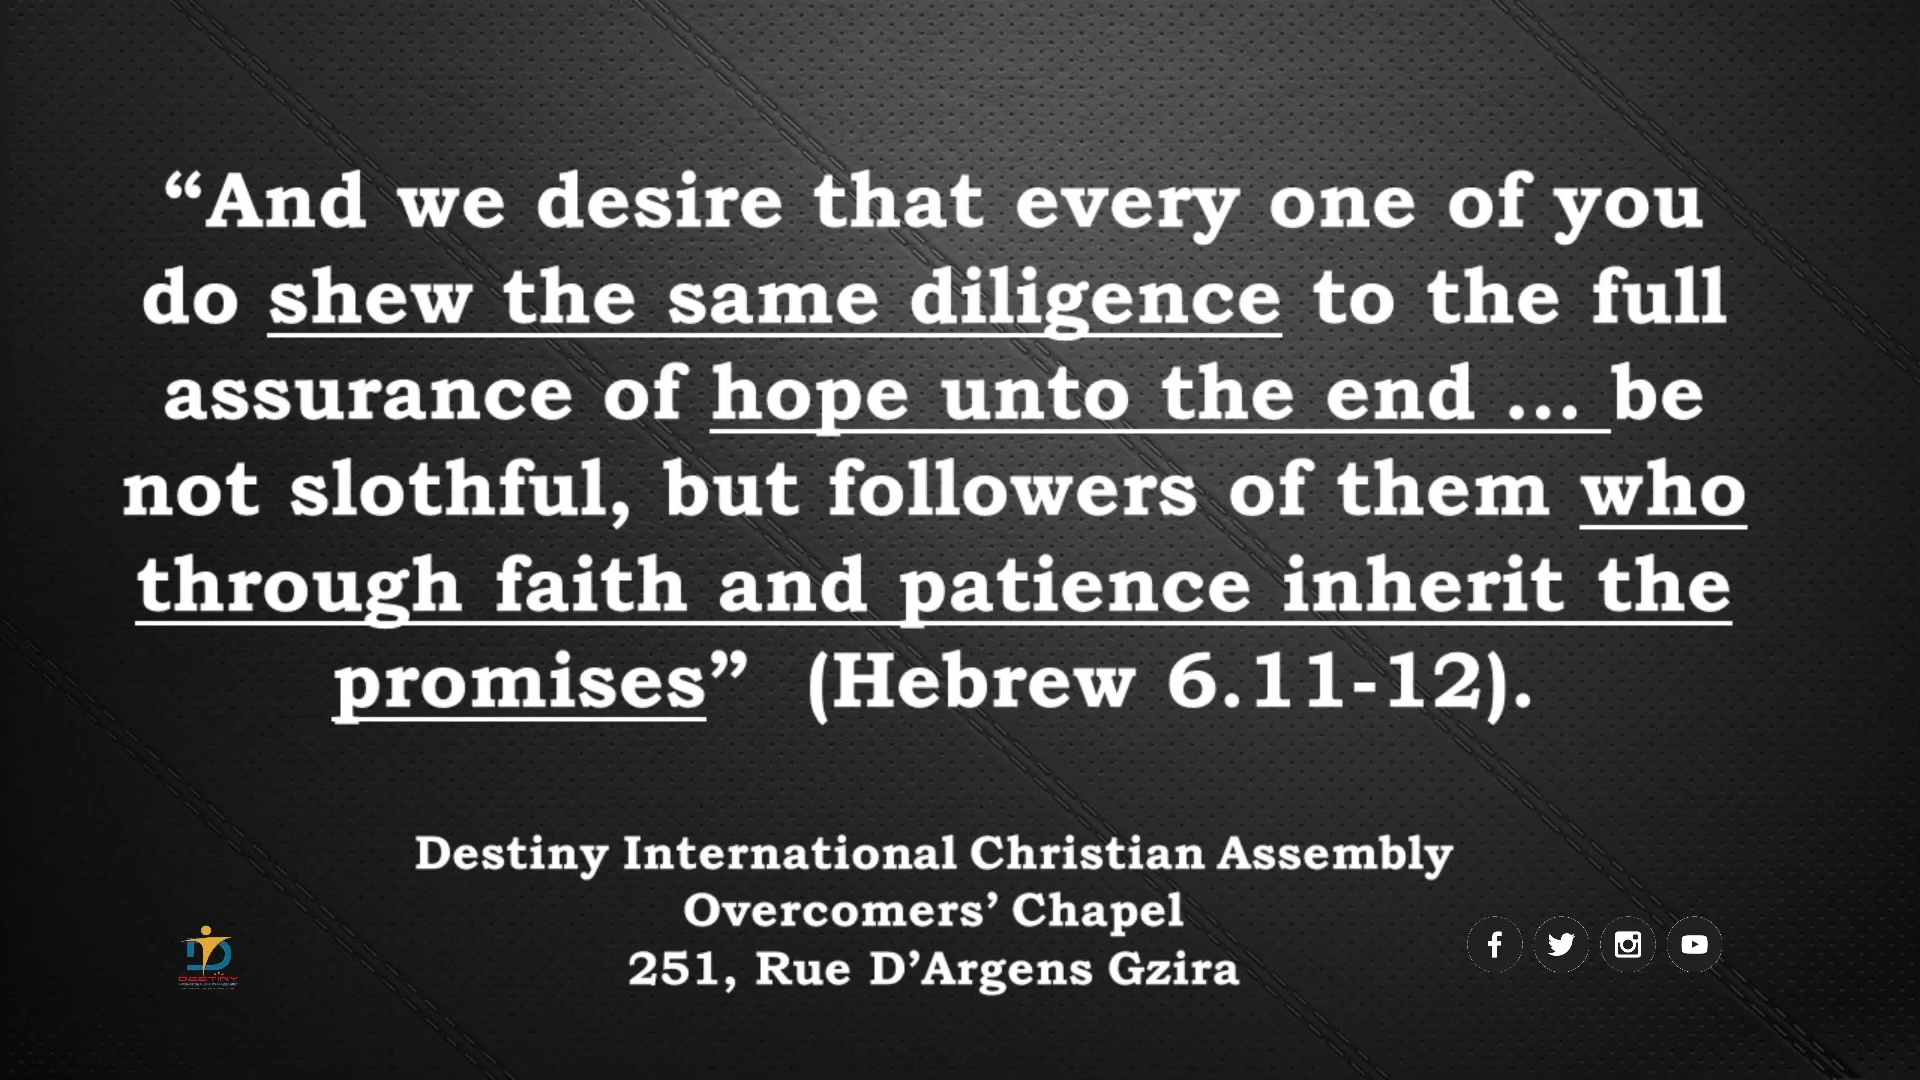 “And we desire that every one of you
do shew the same diligence to the full
assurance of hope unto the end ... be
not slothful, but followers of them who
through faith and patience inherit the
promises”  (Hebrew 6.11-12).
Destiny International Christian Assembly
Overcomers’ Chapel
251, Rue D’Argens Gzira
DESTINY